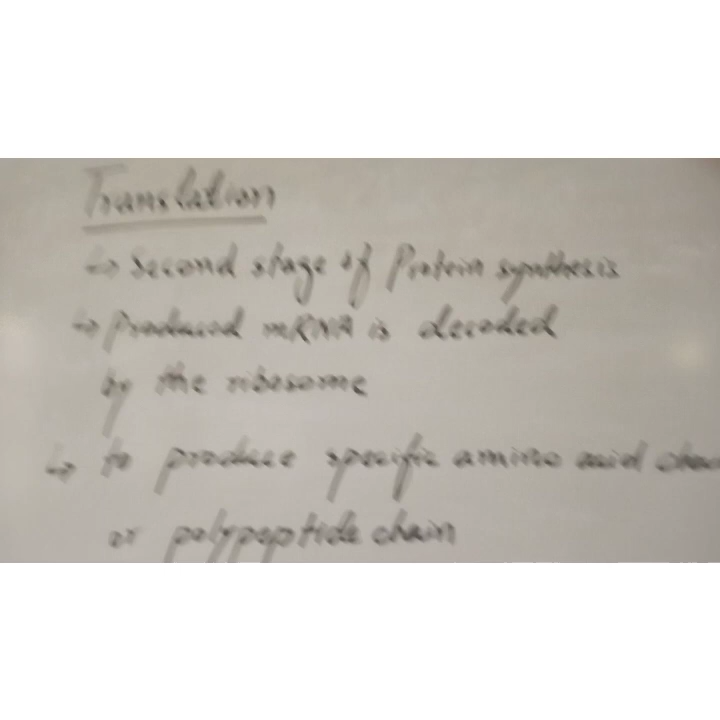 Translation
↳ Second stage of Protein synthesis
↳ Produced mRNA is decoded
by the ribosome
↳ to produce specific amino acid
or polypeptide chain